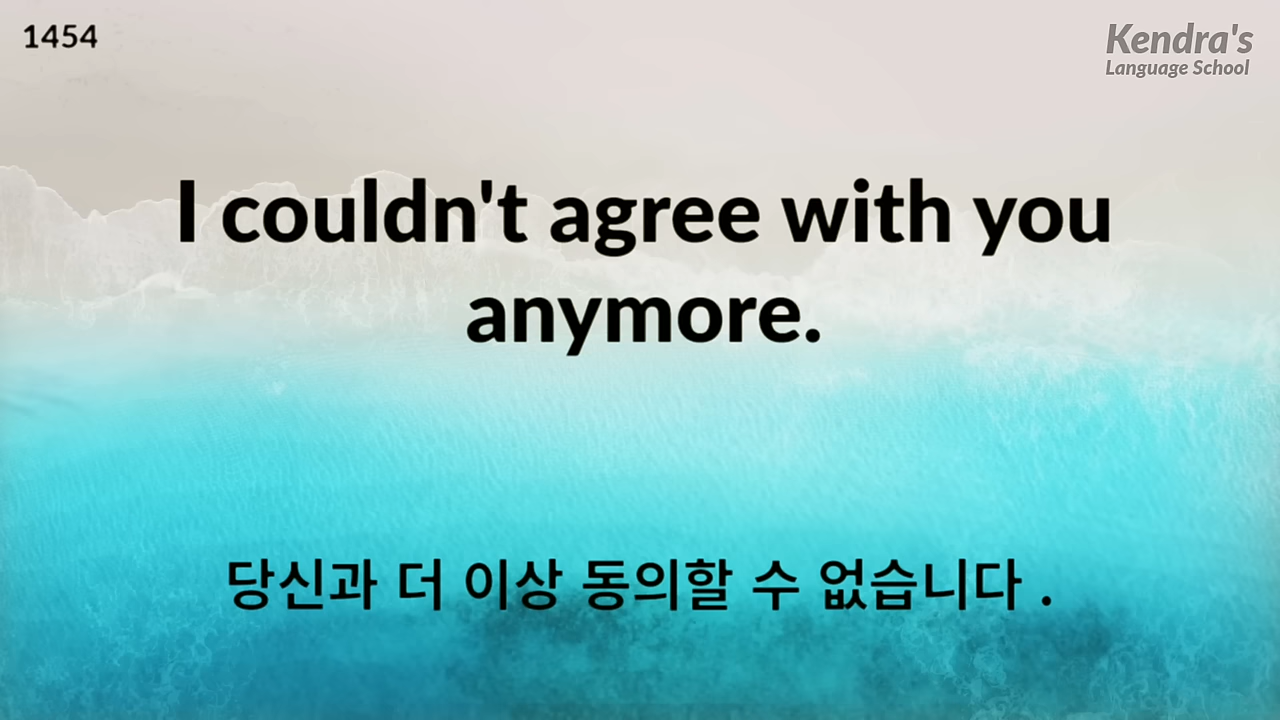 1454
Kendra's
Language School
I couldn't agree with you
anymore.
당신과 더 이상 동의할 수 없습니다 .